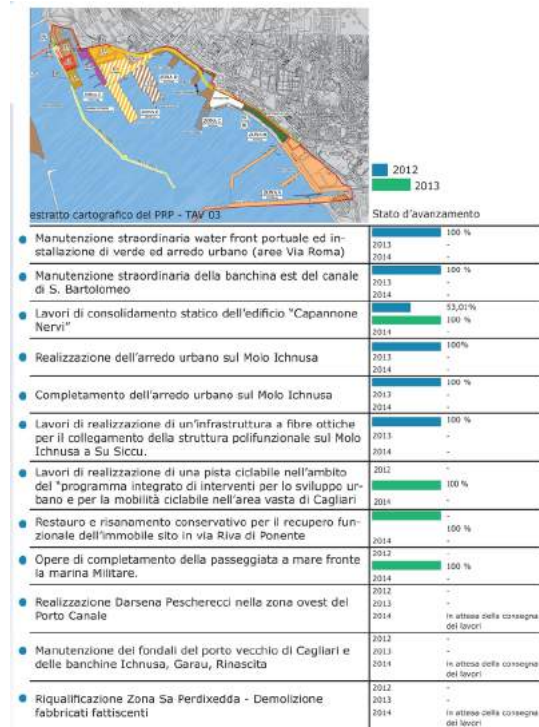 2012
2013
estratto cartografico del PRP - TAV 03
Stato d'avanzamento
Manutenzione straordinaria water front portuale ed in-
stallazione di verde ed arredo urbano (aree Via Roma)
100 %
2013 -
2014 -
Manutenzione straordinaria della banchina est del canale
di S. Bartolomeo
100 %
2013 -
2014 -
Lavori di consolidamento statico dell'edificio "Capannone
Nervi"
53,01%
100 %
2014 -
Realizzazione dell'arredo urbano sul Molo Ichnusa
100%
2013 -
2014 -
Completamento dell'arredo urbano sul Molo Ichnusa
100 %
2013 -
2014 -
Lavori di realizzazione di un'infrastruttura a fibre ottiche
per il collegamento della struttura polifunzionale sul Molo
Ichnusa a Su Siccu.
100 %
2013 -
2014 -
Lavori di realizzazione di una pista ciclabile nell'ambito
del "programma integrato di interventi per lo sviluppo ur-
bano e per la mobilità ciclabile nell'area vasta di Cagliari
2012 -
100 %
2014 -
Restauro e risanamento conservativo per il recupero fun-
zionale dell'immobile sito in via Riva di Ponente
-
100 %
2014 -
Opere di completamento della passeggiata a mare fronte
la marina Militare.
2012 -
100 %
2014 -
Realizzazione Darsena Pescherecci nella zona ovest del
Porto Canale
2012 -
2013 -
2014 in attesa della consegna
dei lavori
Manutenzione dei fondali del porto vecchio di Cagliari e
delle banchine Ichnusa, Garau, Rinascita
2012 -
2013 -
2014 in attesa della consegna
dei lavori
Riqualificazione Zona Sa Perdixedda - Demolizione
fabbricati fattiscenti
2012 -
2013 -
2014 in attesa della consegna
dei lavori